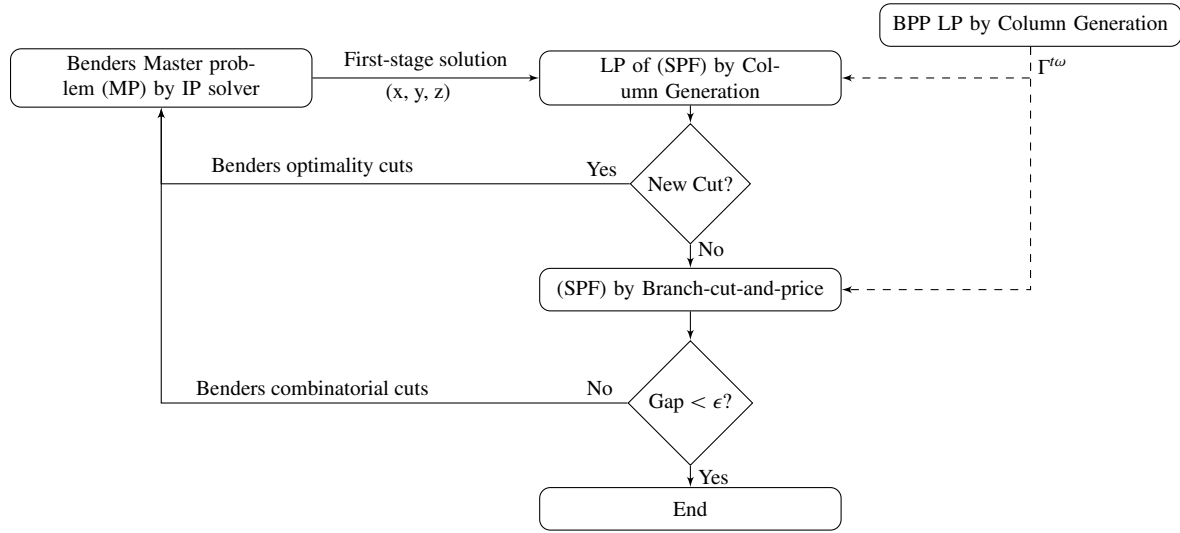 BPP LP by Column Generation
Benders Master prob-
lem (MP) by IP solver
First-stage solution
(x, y, z)
LP of (SPF) by Col-
umn Generation
Γ^{tω}
Benders optimality cuts
Yes
New Cut?
No
(SPF) by Branch-cut-and-price
Benders combinatorial cuts
No
Gap < ϵ?
Yes
End